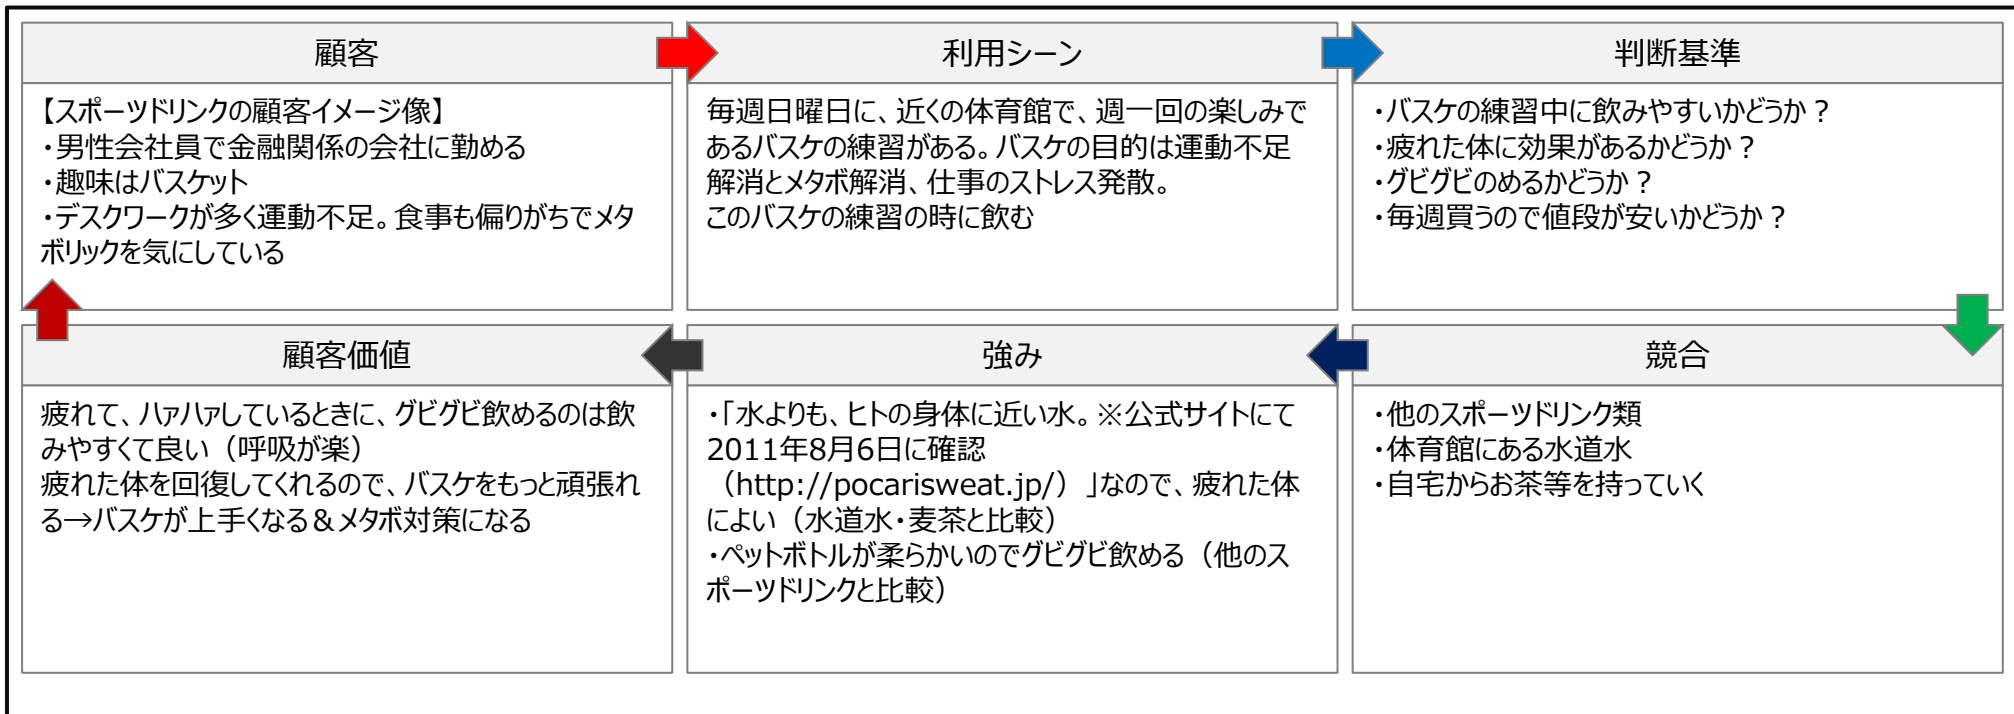 顧客
利用シーン
判断基準
【スポーツドリンクの顧客イメージ像】
・男性会社員で金融関係の会社に勤める
・趣味はバスケット
・デスクワークが多く運動不足。食事も偏りがちでメタ
ボリックを気にしている
毎週日曜日に、近くの体育館で、週一回の楽しみで
あるバスケの練習がある。バスケの目的は運動不足
解消とメタボ解消、仕事のストレス発散。
このバスケの練習の時に飲む
・バスケの練習中に飲みやすいかどうか？
・疲れた体に効果があるかどうか？
・グビグビのめるかどうか？
・毎週買うので値段が安いかどうか？
顧客価値
強み
競合
疲れて、ハァハァしているときに、グビグビ飲めるのは飲
みやすくて良い（呼吸が楽）
疲れた体を回復してくれるので、バスケをもっと頑張れ
る→バスケが上手くなる＆メタボ対策になる
・「水よりも、ヒトの身体に近い水。※公式サイトにて
2011年8月6日に確認
（http://pocarisweat.jp/）」なので、疲れた体
によい（水道水・麦茶と比較）
・ペットボトルが柔らかいのでグビグビ飲める（他のス
ポーツドリンクと比較）
・他のスポーツドリンク類
・体育館にある水道水
・自宅からお茶等を持っていく